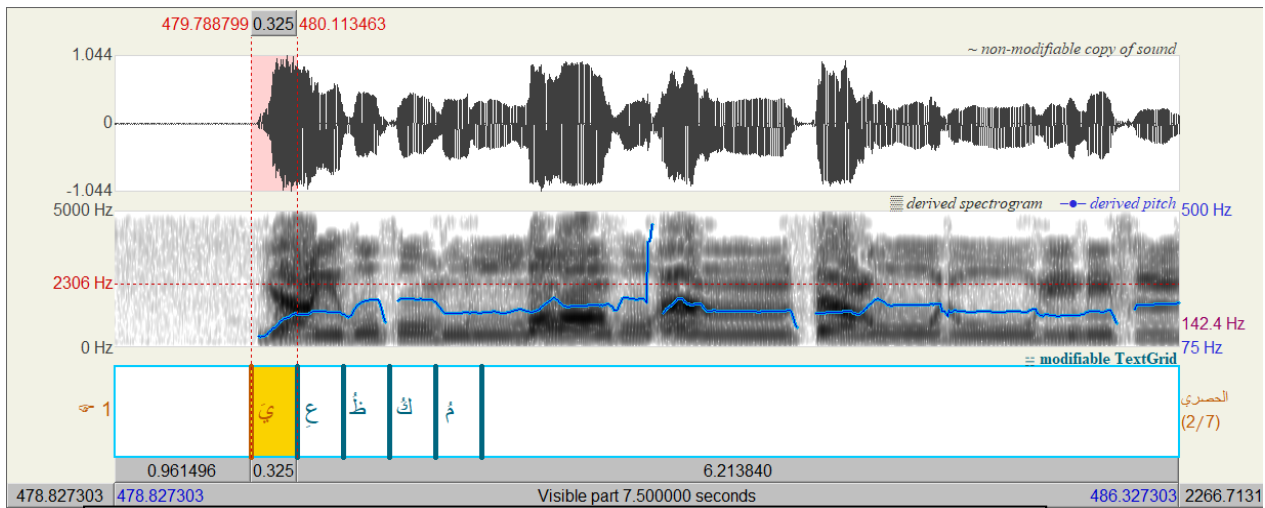 479.788799 0.325 480.113463
~ non-modifiable copy of sound
1.044
0
-1.044
5000 Hz
derived spectrogram derived pitch
500 Hz
2306 Hz
142.4 Hz
0 Hz
75 Hz
modifiable TextGrid
1
يَ عِ ظُ كُ مُ
الحصري
(2/7)
0.961496 0.325 6.213840
478.827303 478.827303 Visible part 7.500000 seconds 486.327303 2266.7131